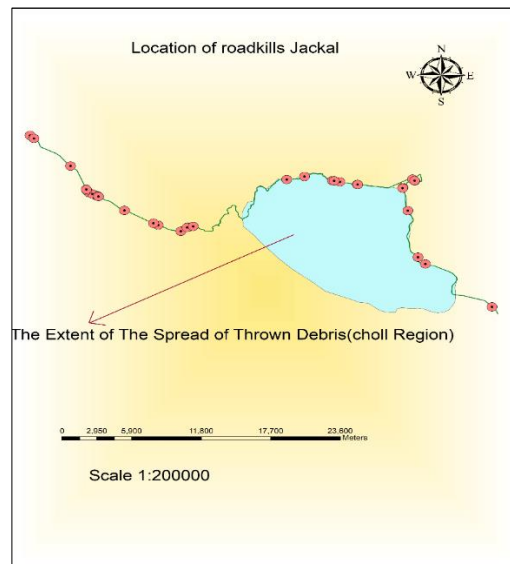 Location of roadkills Jackal
N
W E
S
The Extent of The Spread of Thrown Debris(choll Region)
0 2,950 5,900 11,800 17,700 23,600
Meters
Scale 1:200000